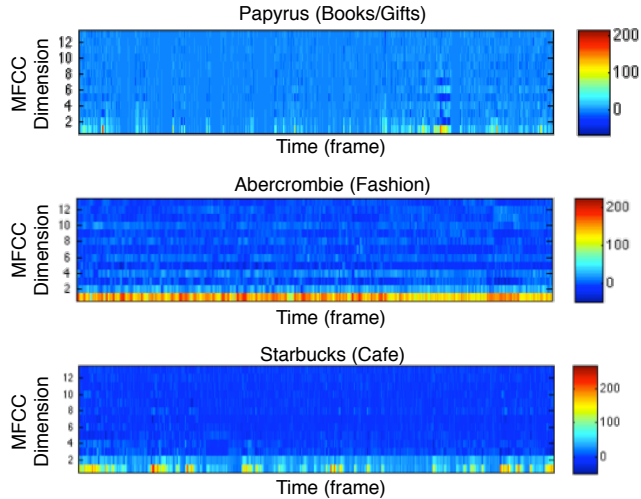 Papyrus (Books/Gifts)
MFCC
Dimension
12
10
8
6
4
2
200
100
0
Time (frame)
Abercrombie (Fashion)
MFCC
Dimension
12
10
8
6
4
2
200
100
0
Time (frame)
Starbucks (Cafe)
MFCC
Dimension
12
10
8
6
4
2
200
100
0
Time (frame)